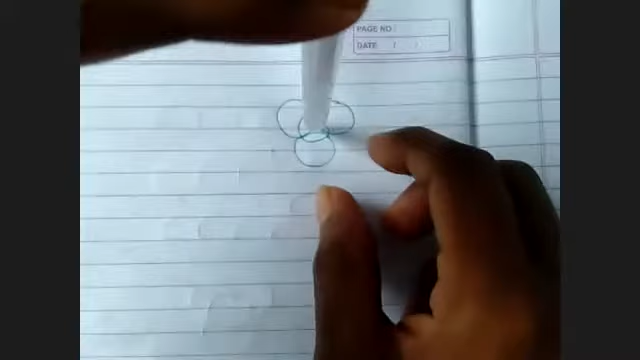 PAGE NO :
DATE : / /